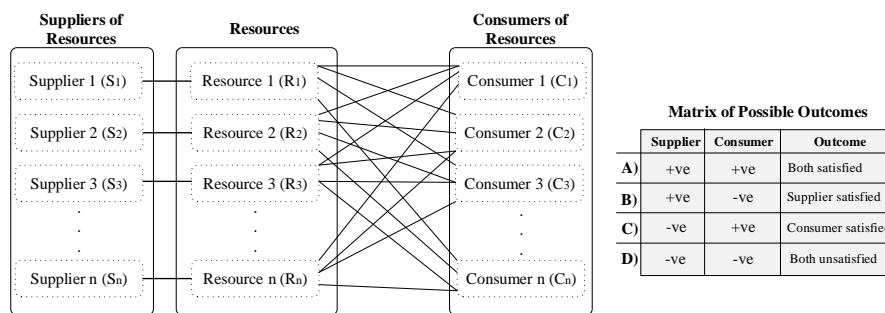 Suppliers of
Resources
Resources
Consumers of
Resources
Supplier 1 (S1)
Resource 1 (R1)
Consumer 1 (C1)
Supplier 2 (S2)
Resource 2 (R2)
Consumer 2 (C2)
Supplier 3 (S3)
Resource 3 (R3)
Consumer 3 (C3)
Supplier n (Sn)
Resource n (Rn)
Consumer n (Cn)
Matrix of Possible Outcomes
Supplier Consumer Outcome
A) +ve +ve Both satisfied
B) +ve -ve Supplier satisfied
C) -ve +ve Consumer satisfied
D) -ve -ve Both unsatisfied